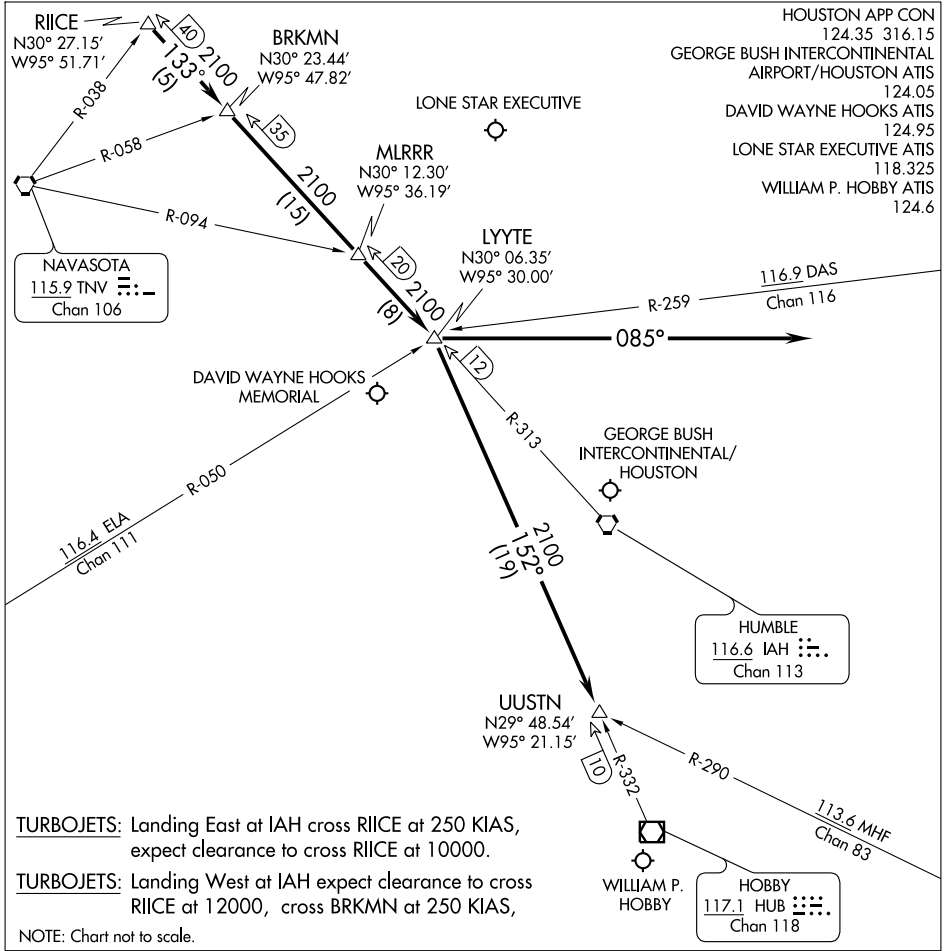 RIICE
N30° 27.15'
W95° 51.71'
40
2100
133°
(5)
BRKMN
N30° 23.44'
W95° 47.82'
HOUSTON APP CON
124.35 316.15
GEORGE BUSH INTERCONTINENTAL
AIRPORT/HOUSTON ATIS
124.05
DAVID WAYNE HOOKS ATIS
124.95
LONE STAR EXECUTIVE ATIS
118.325
WILLIAM P. HOBBY ATIS
124.6
R-038
R-058
R-094
35
LONE STAR EXECUTIVE
2100
(15)
MLRRR
N30° 12.30'
W95° 36.19'
NAVASOTA
115.9 TNV
Chan 106
20
2100
(8)
LYYTE
N30° 06.35'
W95° 30.00'
116.9 DAS
Chan 116
R-259
085°
12
DAVID WAYNE HOOKS
MEMORIAL
R-313
R-050
116.4 ELA
Chan 111
GEORGE BUSH
INTERCONTINENTAL/
HOUSTON
2100
152°
(19)
HUMBLE
116.6 IAH
Chan 113
UUSTN
N29° 48.54'
W95° 21.15'
10
R-332
R-290
113.6 MHF
Chan 83
WILLIAM P.
HOBBY
HOBBY
117.1 HUB
Chan 118
TURBOJETS: Landing East at IAH cross RIICE at 250 KIAS,
expect clearance to cross RIICE at 10000.
TURBOJETS: Landing West at IAH expect clearance to cross
RIICE at 12000, cross BRKMN at 250 KIAS,
NOTE: Chart not to scale.